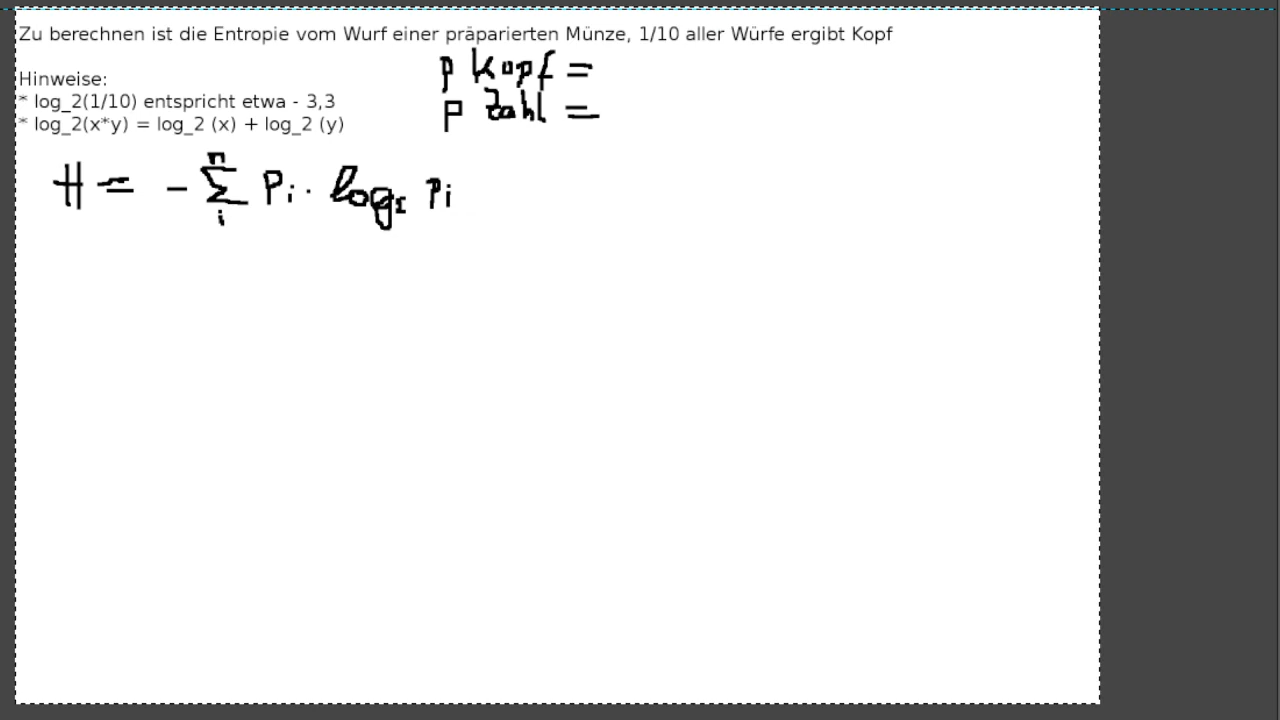 Zu berechnen ist die Entropie vom Wurf einer präparierten Münze, 1/10 aller Würfe ergibt Kopf
p kopf =
Hinweise:
* log_2(1/10) entspricht etwa - 3,3
p zahl =
* log_2(x*y) = log_2 (x) + log_2 (y)
n
H = - Σ Pi · log₂ Pi
i